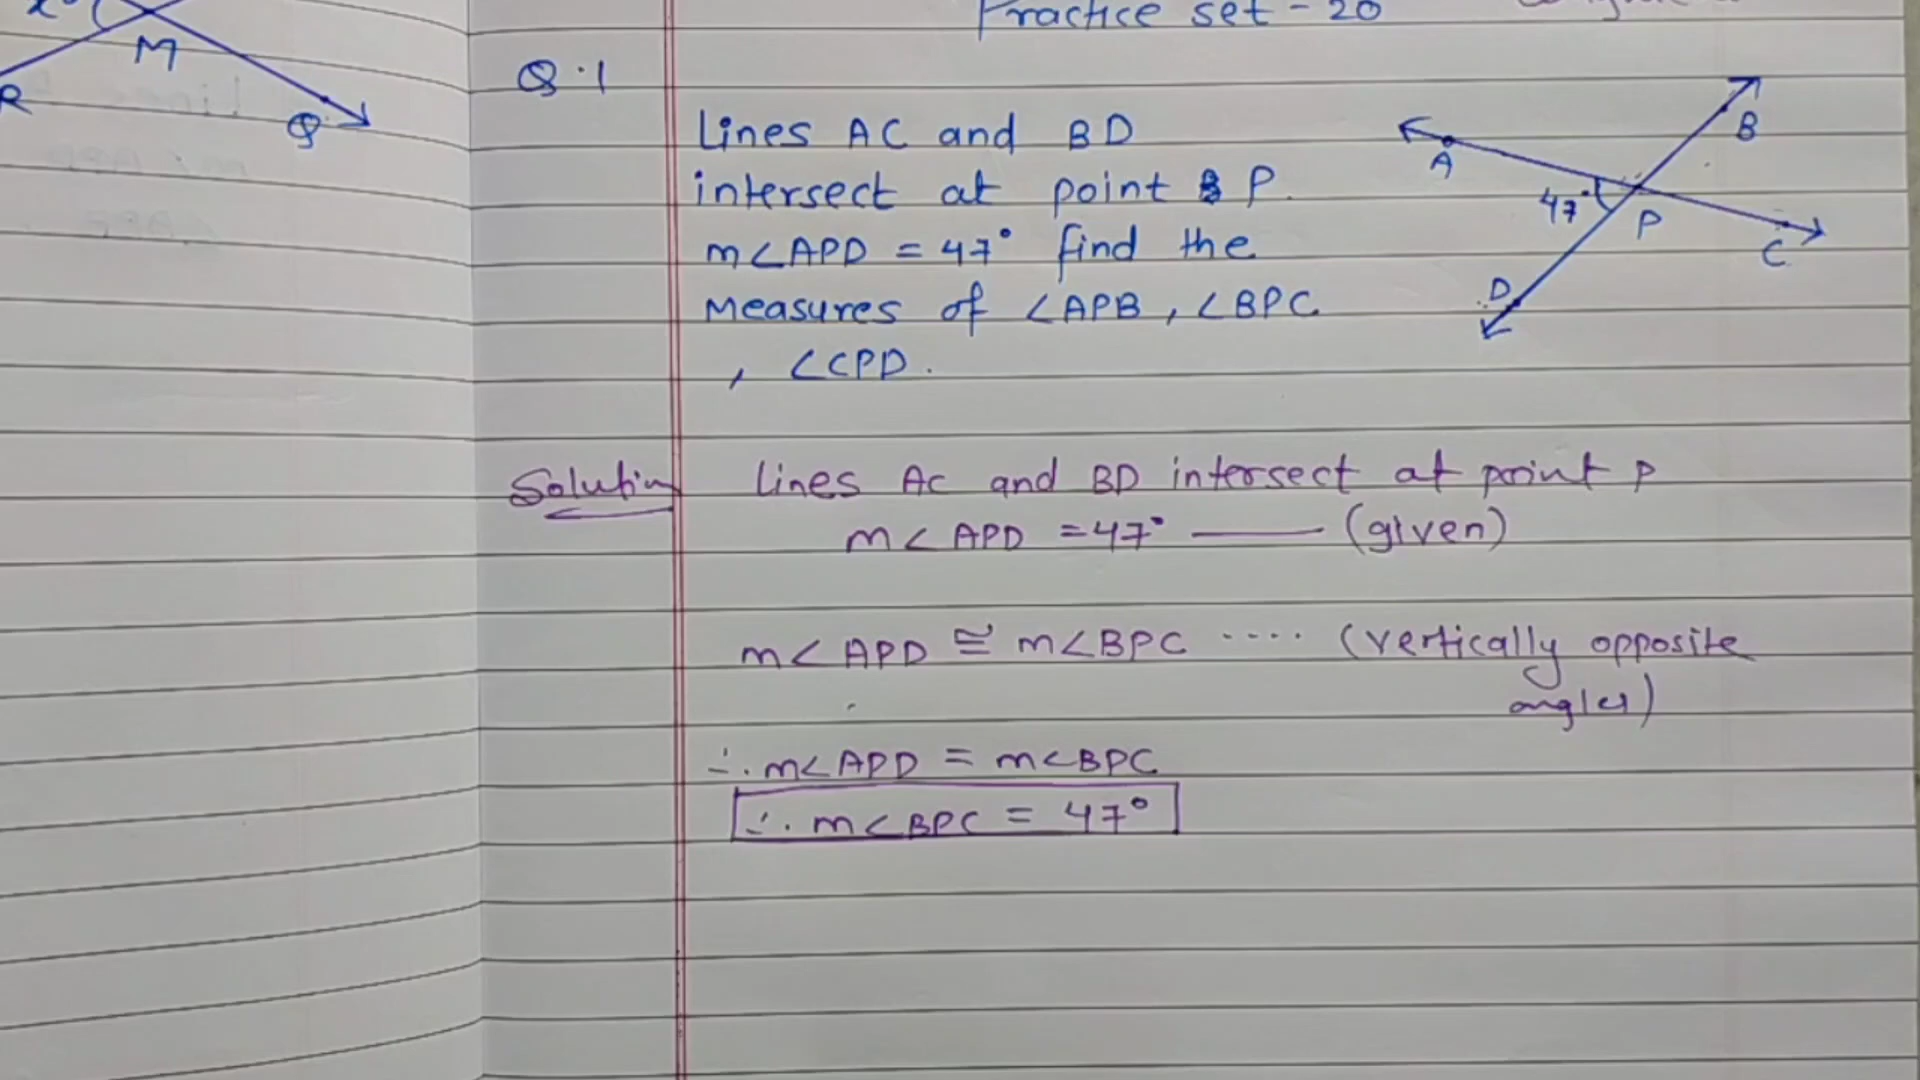 x°
M
R
Q
Practice set - 20
Q.1
Lines AC and BD
intersect at point P.
m∠APD = 47° find the
measures of ∠APB, ∠BPC
, ∠CPD.
A
B
47°
P
C
D
Solution Lines AC and BD intersect at point P
m∠APD = 47° —— (given)
m∠APD ≅ m∠BPC .... (vertically opposite
angles)
∴ m∠APD = m∠BPC
∴ m∠BPC = 47°